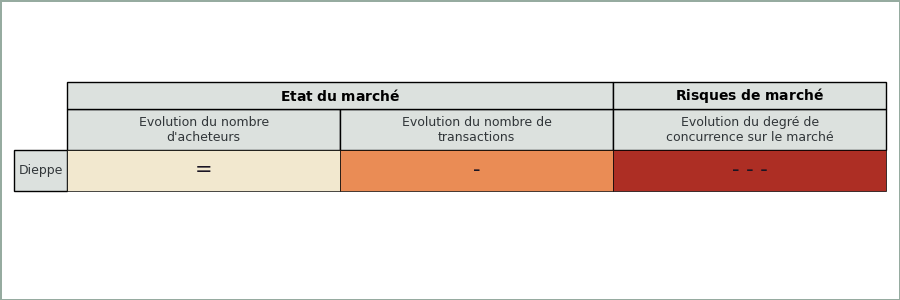 Etat du marché
Risques de marché
Evolution du nombre
d'acheteurs
Evolution du nombre de
transactions
Evolution du degré de
concurrence sur le marché
Dieppe
=
-
- - -